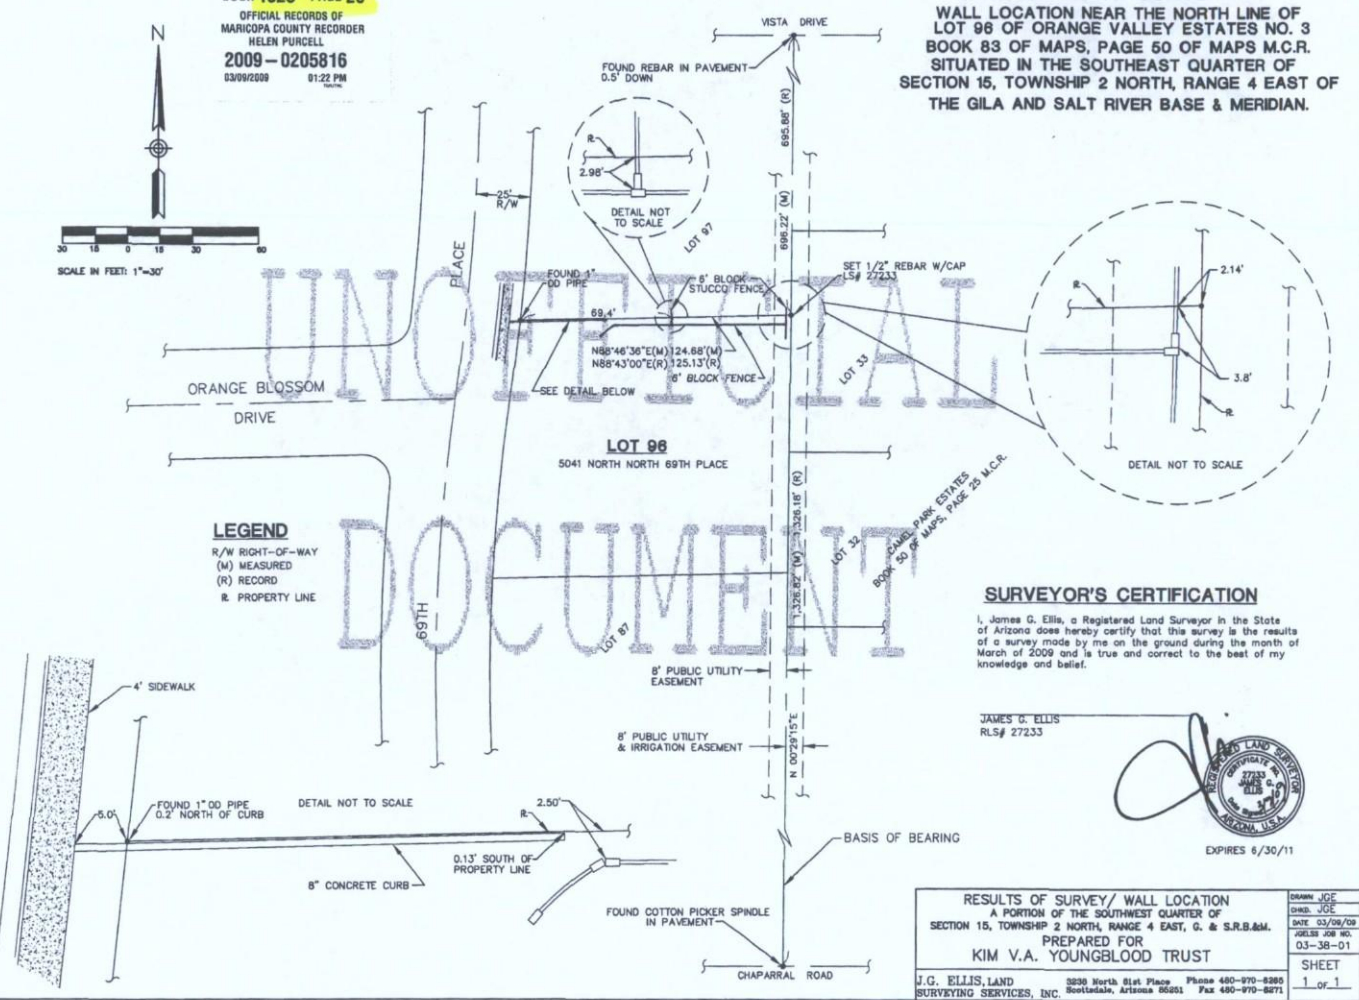 OFFICIAL RECORDS OF
MARICOPA COUNTY RECORDER
HELEN PURCELL
2009-0205816
03/09/2009 01:22 PM
WALL LOCATION NEAR THE NORTH LINE OF
LOT 96 OF ORANGE VALLEY ESTATES NO. 3
BOOK 83 OF MAPS, PAGE 50 OF MAPS M.C.R.
SITUATED IN THE SOUTHEAST QUARTER OF
SECTION 15, TOWNSHIP 2 NORTH, RANGE 4 EAST OF
THE GILA AND SALT RIVER BASE & MERIDIAN.
N
30 15 0 15 30 60
SCALE IN FEET: 1"=30'
VISTA DRIVE
FOUND REBAR IN PAVEMENT
0.5' DOWN
695.88' (R)
696.22' (M)
25'
R/W
2.98'
DETAIL NOT
TO SCALE
LOT 97
PLACE
FOUND 1"
OD PIPE
6' BLOCK
STUCCO FENCE
SET 1/2" REBAR W/CAP
LS# 27233
69.4'
N88°46'36"E(M) 124.68'(M)
N88°43'00"E(R) 125.13'(R)
6' BLOCK FENCE
SEE DETAIL BELOW
LOT 33
2.14'
3.8'
DETAIL NOT TO SCALE
UNOFFICIAL
ORANGE BLOSSOM
DRIVE
LOT 96
5041 NORTH NORTH 69TH PLACE
1,326.82' (M) 1,326.18' (R)
LOT 32
CAMEL PARK ESTATES
BOOK 50 OF MAPS, PAGE 25 M.C.R.
DOCUMENT
LEGEND
R/W RIGHT-OF-WAY
(M) MEASURED
(R) RECORD
PROPERTY LINE
69TH
LOT 87
8' PUBLIC UTILITY
EASEMENT
8' PUBLIC UTILITY
& IRRIGATION EASEMENT
N 00°29'15"E
SURVEYOR'S CERTIFICATION
I, James G. Ellis, a Registered Land Surveyor in the State
of Arizona does hereby certify that this survey is the results
of a survey made by me on the ground during the month of
March of 2009 and is true and correct to the best of my
knowledge and belief.
JAMES G. ELLIS
RLS# 27233
REGISTERED LAND SURVEYOR
CERTIFICATE NO.
27233
JAMES G.
ELLIS
ARIZONA, U.S.A.
EXPIRES 6/30/11
4' SIDEWALK
5.0'
FOUND 1" OD PIPE
0.2' NORTH OF CURB
DETAIL NOT TO SCALE
2.50'
0.13' SOUTH OF
PROPERTY LINE
8" CONCRETE CURB
BASIS OF BEARING
FOUND COTTON PICKER SPINDLE
IN PAVEMENT
CHAPARRAL ROAD
RESULTS OF SURVEY/ WALL LOCATION
A PORTION OF THE SOUTHWEST QUARTER OF
SECTION 15, TOWNSHIP 2 NORTH, RANGE 4 EAST, G. & S.R.B.&M.
PREPARED FOR
KIM V.A. YOUNGBLOOD TRUST
J.G. ELLIS, LAND
SURVEYING SERVICES, INC.
Scottsdale, Arizona 85251
DRAWN JGE
CHKD. JGE
DATE 03/09/09
03-38-01
SHEET
1 OF 1